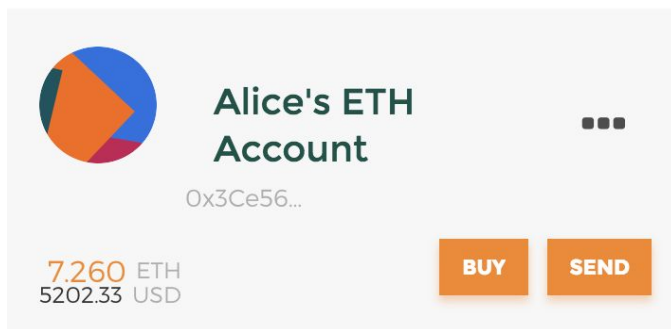 Alice's ETH
Account
0x3Ce56...
7.260 ETH
5202.33 USD
BUY
SEND